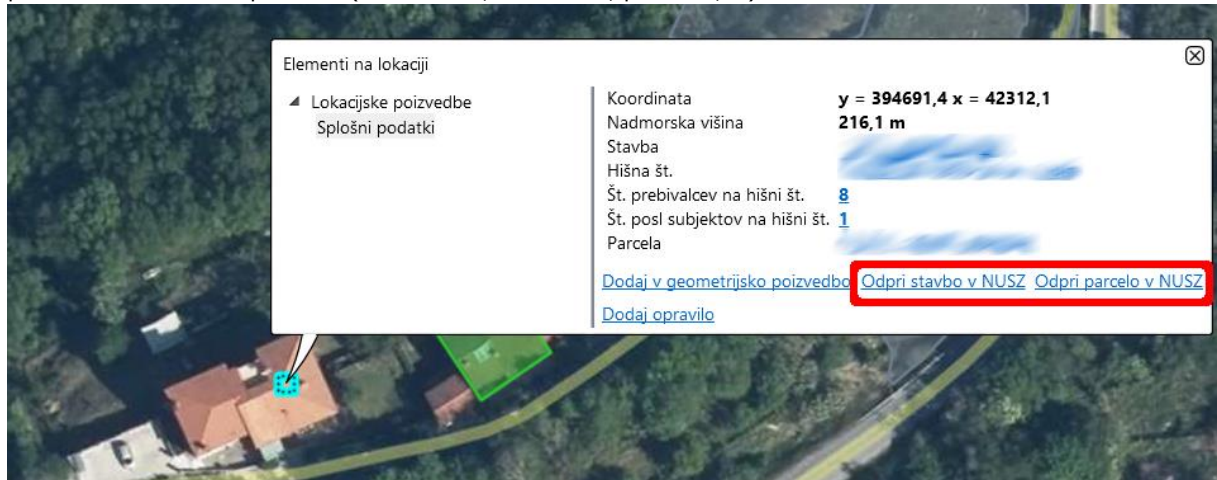 Elementi na lokaciji
Lokacijske poizvedbe
Splošni podatki
Koordinata y = 394691,4 x = 42312,1
Nadmorska višina 216,1 m
Stavba
Hišna št.
Št. prebivalcev na hišni št. 8
Št. posl subjektov na hišni št. 1
Parcela
Dodaj v geometrijsko poizvedbo Odpri stavbo v NUSZ Odpri parcelo v NUSZ
Dodaj opravilo